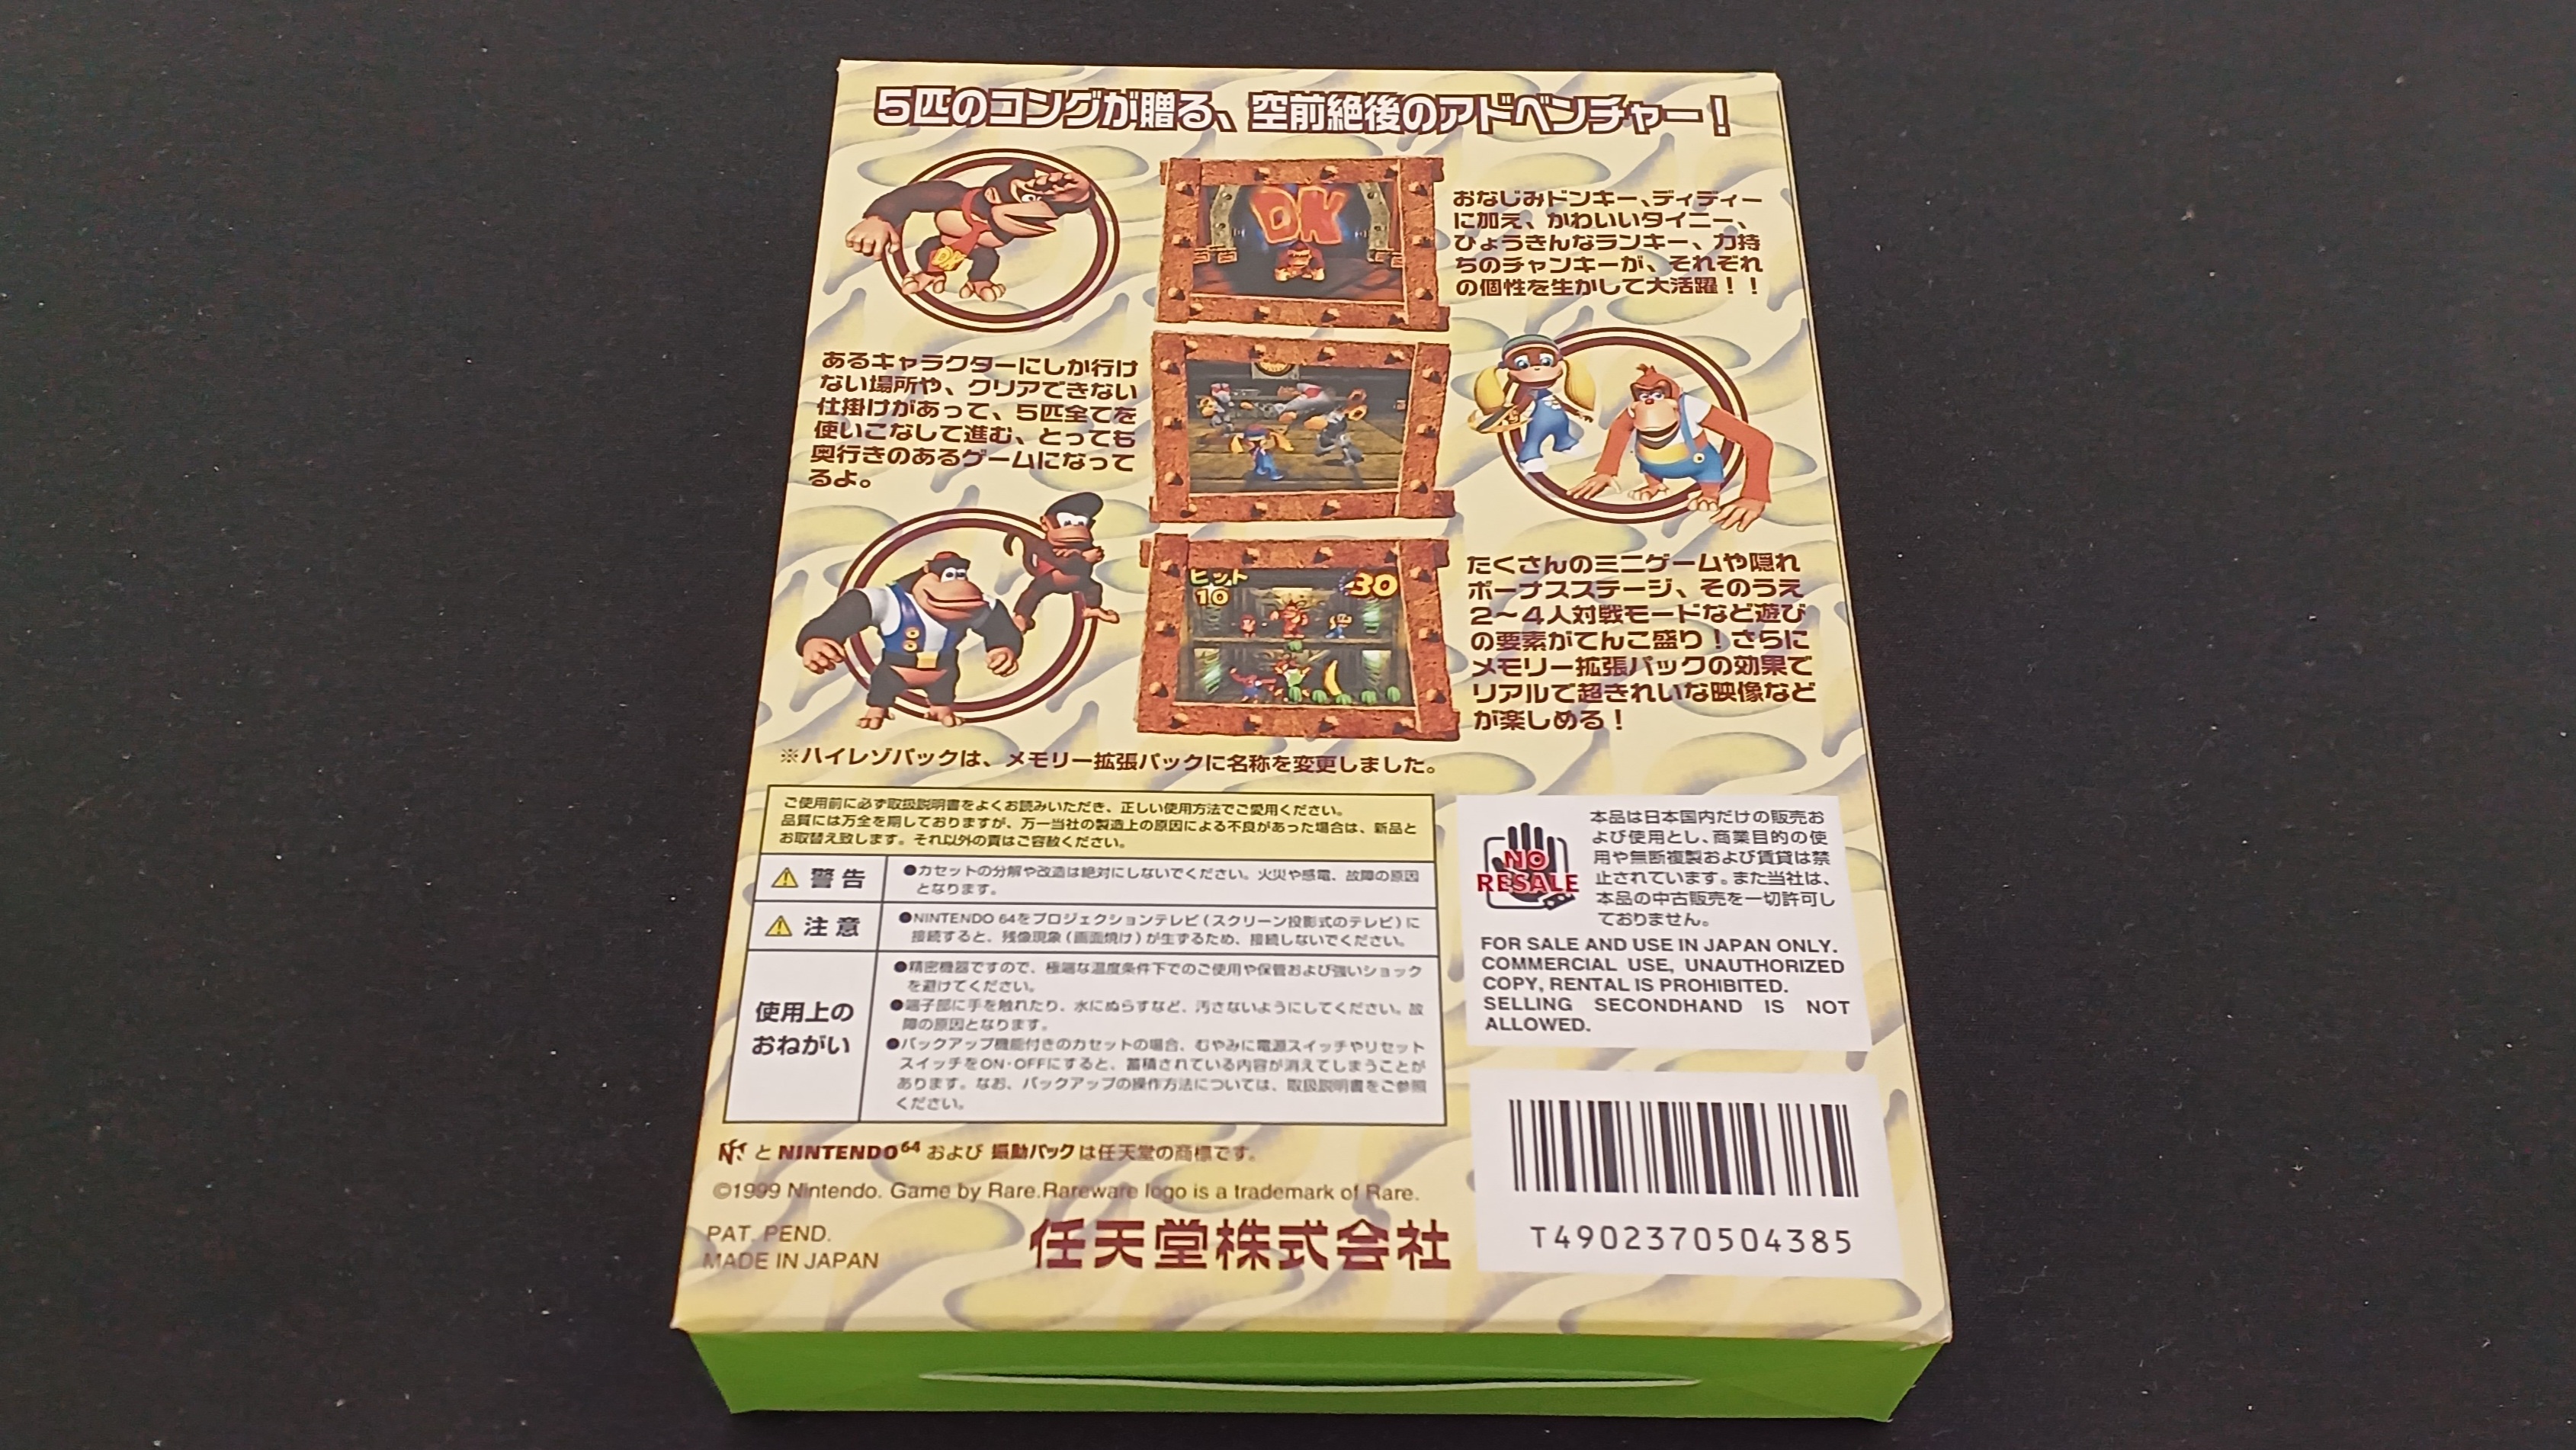 5匹のコングが贈る、空前絶後のアドベンチャー!
DK
DK
おなじみドンキー、ディディー
に加え、かわいいタイニー、
ひょうきんなランキー、力持
ちのチャンキーが、それぞれ
の個性を生かして大活躍!!
あるキャラクターにしか行け
ない場所や、クリアできない
仕掛けがあって、5匹全てを
使いこなして進む、とっても
奥行きのあるゲームになって
るよ。
ヒット
10
30
たくさんのミニゲームや隠れ
ボーナスステージ、そのうえ
2〜4人対戦モードなど遊び
の要素がてんこ盛り!さらに
メモリー拡張パックの効果で
リアルで超きれいな映像など
が楽しめる!
※ハイレゾパックは、メモリー拡張パックに名称を変更しました。
ご使用前に必ず取扱説明書をよくお読みいただき、正しい使用方法でご愛用ください。
品質には万全を期しておりますが、万一当社の製造上の原因による不良があった場合は、新品と
お取替え致します。それ以外の責はご容赦ください。
警告
●カセットの分解や改造は絶対にしないでください。火災や感電、故障の原因
となります。
注意
●NINTENDO 64をプロジェクションテレビ(スクリーン投影式のテレビ)に
接続すると、残像現象(画面焼け)が生ずるため、接続しないでください。
使用上の
おねがい
●精密機器ですので、極端な温度条件下でのご使用や保管および強いショック
を避けてください。
●端子部に手を触れたり、水にぬらすなど、汚さないようにしてください。故
障の原因となります。
●バックアップ機能付きのカセットの場合、むやみに電源スイッチやリセット
スイッチをON・OFFにすると、蓄積されている内容が消えてしまうことが
あります。なお、バックアップの操作方法については、取扱説明書をご参照
ください。
NO
RESALE
本品は日本国内だけの販売お
よび使用とし、商業目的の使
用や無断複製および賃貸は禁
止されています。また当社は、
本品の中古販売を一切許可し
ておりません。
FOR SALE AND USE IN JAPAN ONLY.
COMMERCIAL USE, UNAUTHORIZED
COPY, RENTAL IS PROHIBITED.
SELLING SECONDHAND IS NOT
ALLOWED.
と NINTENDO64 および 振動パックは任天堂の商標です。
©1999 Nintendo. Game by Rare.Rareware logo is a trademark of Rare.
PAT. PEND.
MADE IN JAPAN
任天堂株式会社
T4902370504385